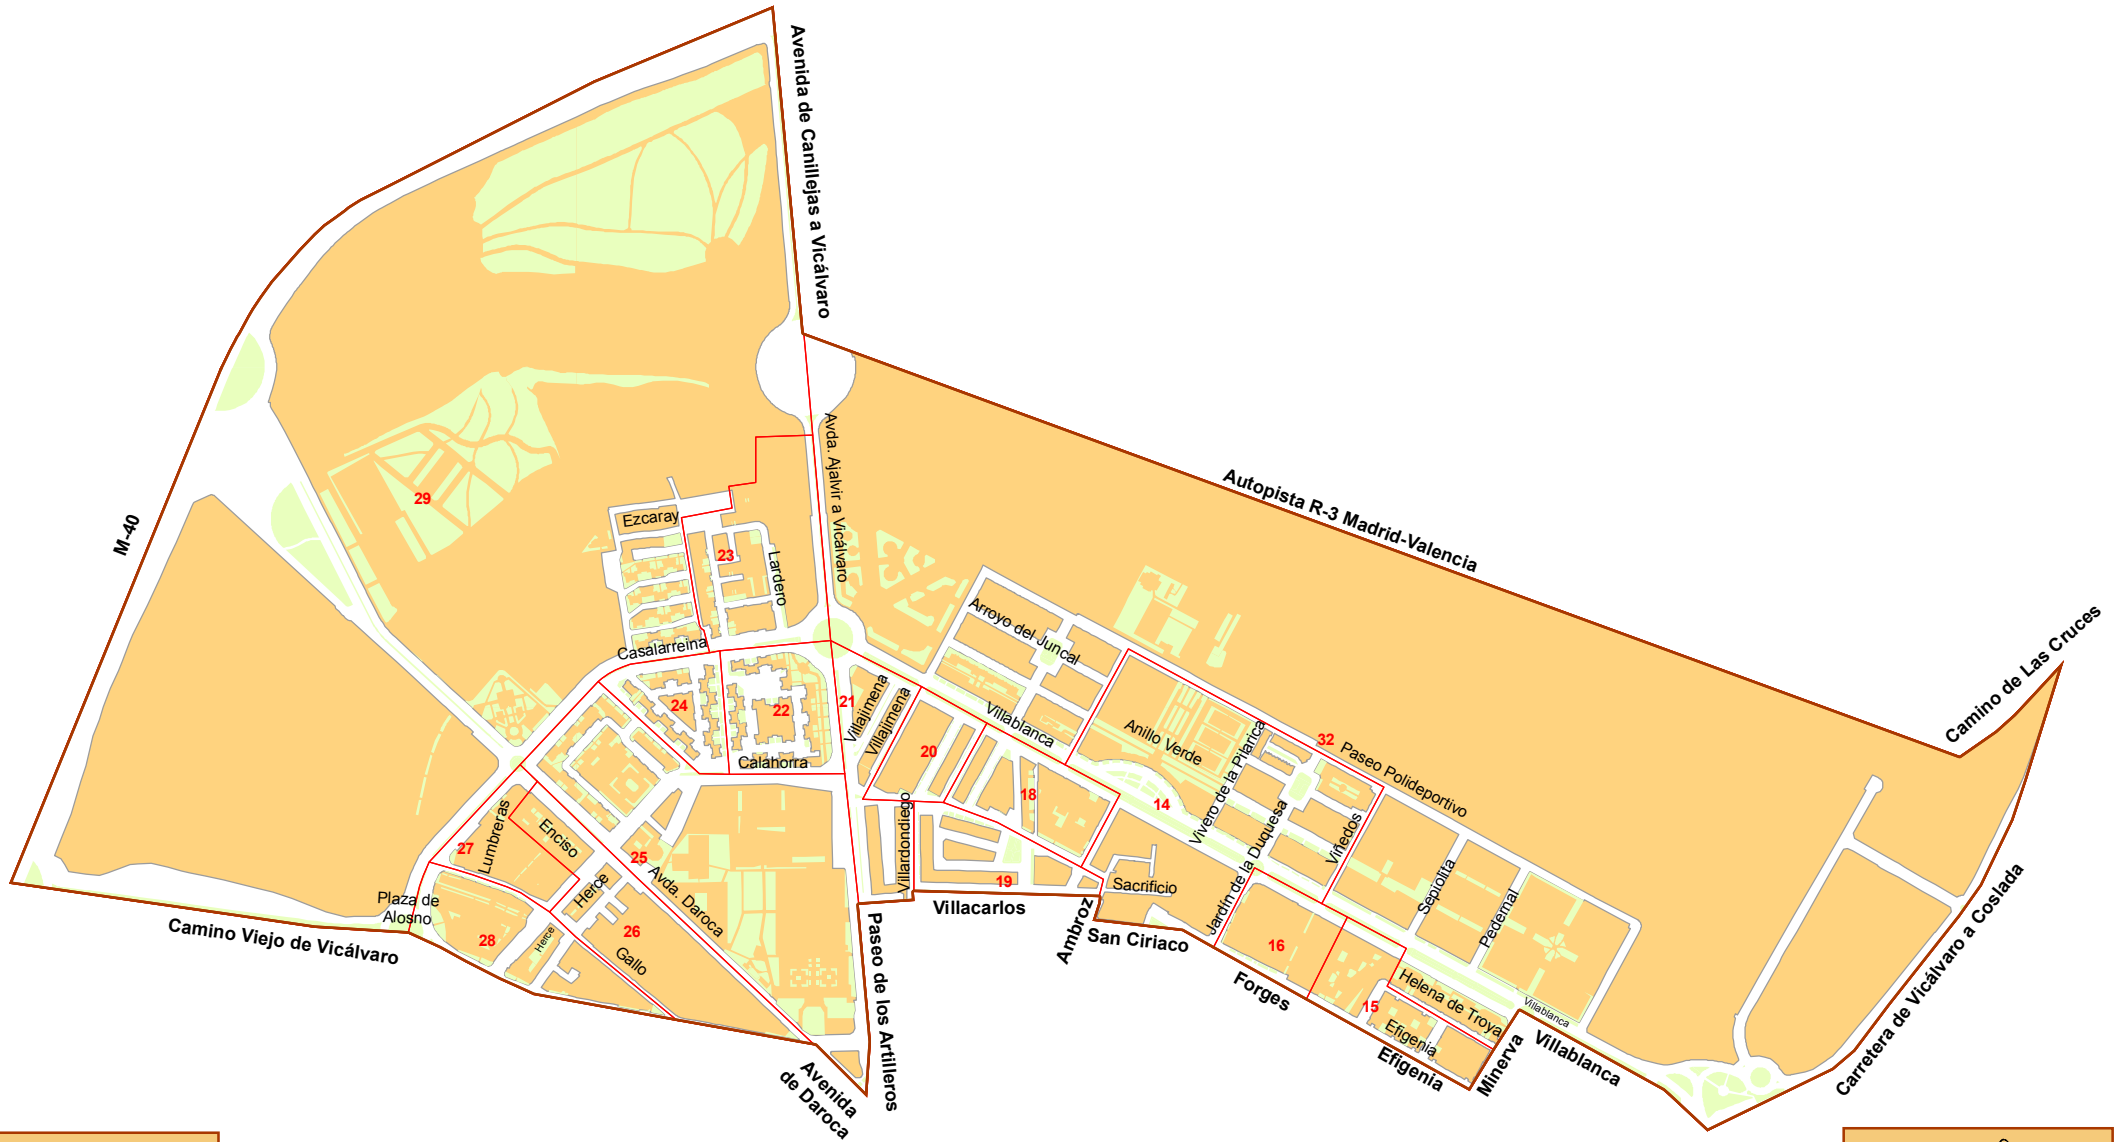 Avenida de Canillejas a Vicálvaro
M-40
29
Avda. Ajalvir a Vicálvaro
Autopista R-3 Madrid-Valencia
Camino de Las Cruces
Ezcaray
23
Lardero
Casalarreina
Arroyo del Juncal
24
22
21
Villajimena
Villajimena
Calahorra
20
Villablanca
Anillo Verde
Vivero de la Pilarica
32
Paseo Polideportivo
18
14
Jardín de la Duquesa
Viñedos
Sepiolita
Pedernal
27
Lumbreras
Enciso
25
Avda. Daroca
Herce
Villardondiego
19
Sacrificio
Plaza de
Alosno
28
Herce
26
Gallo
Camino Viejo de Vicálvaro
Villacarlos
Ambroz
San Ciriaco
16
Forges
15
Helena de Troya
Efigenia
Efigenia
Minerva
Villablanca
Villablanca
Carretera de Vicálvaro a Coslada
Paseo de los Artilleros
Avenida
de Daroca